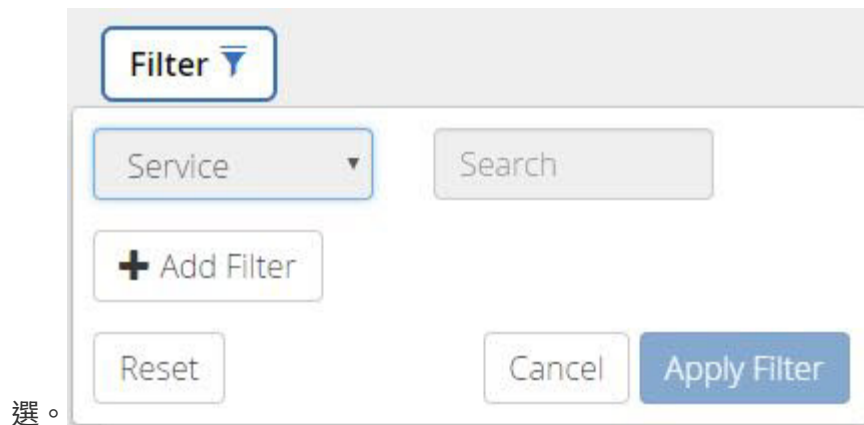 Filter
Service Search
+ Add Filter
Reset Cancel Apply Filter
選。